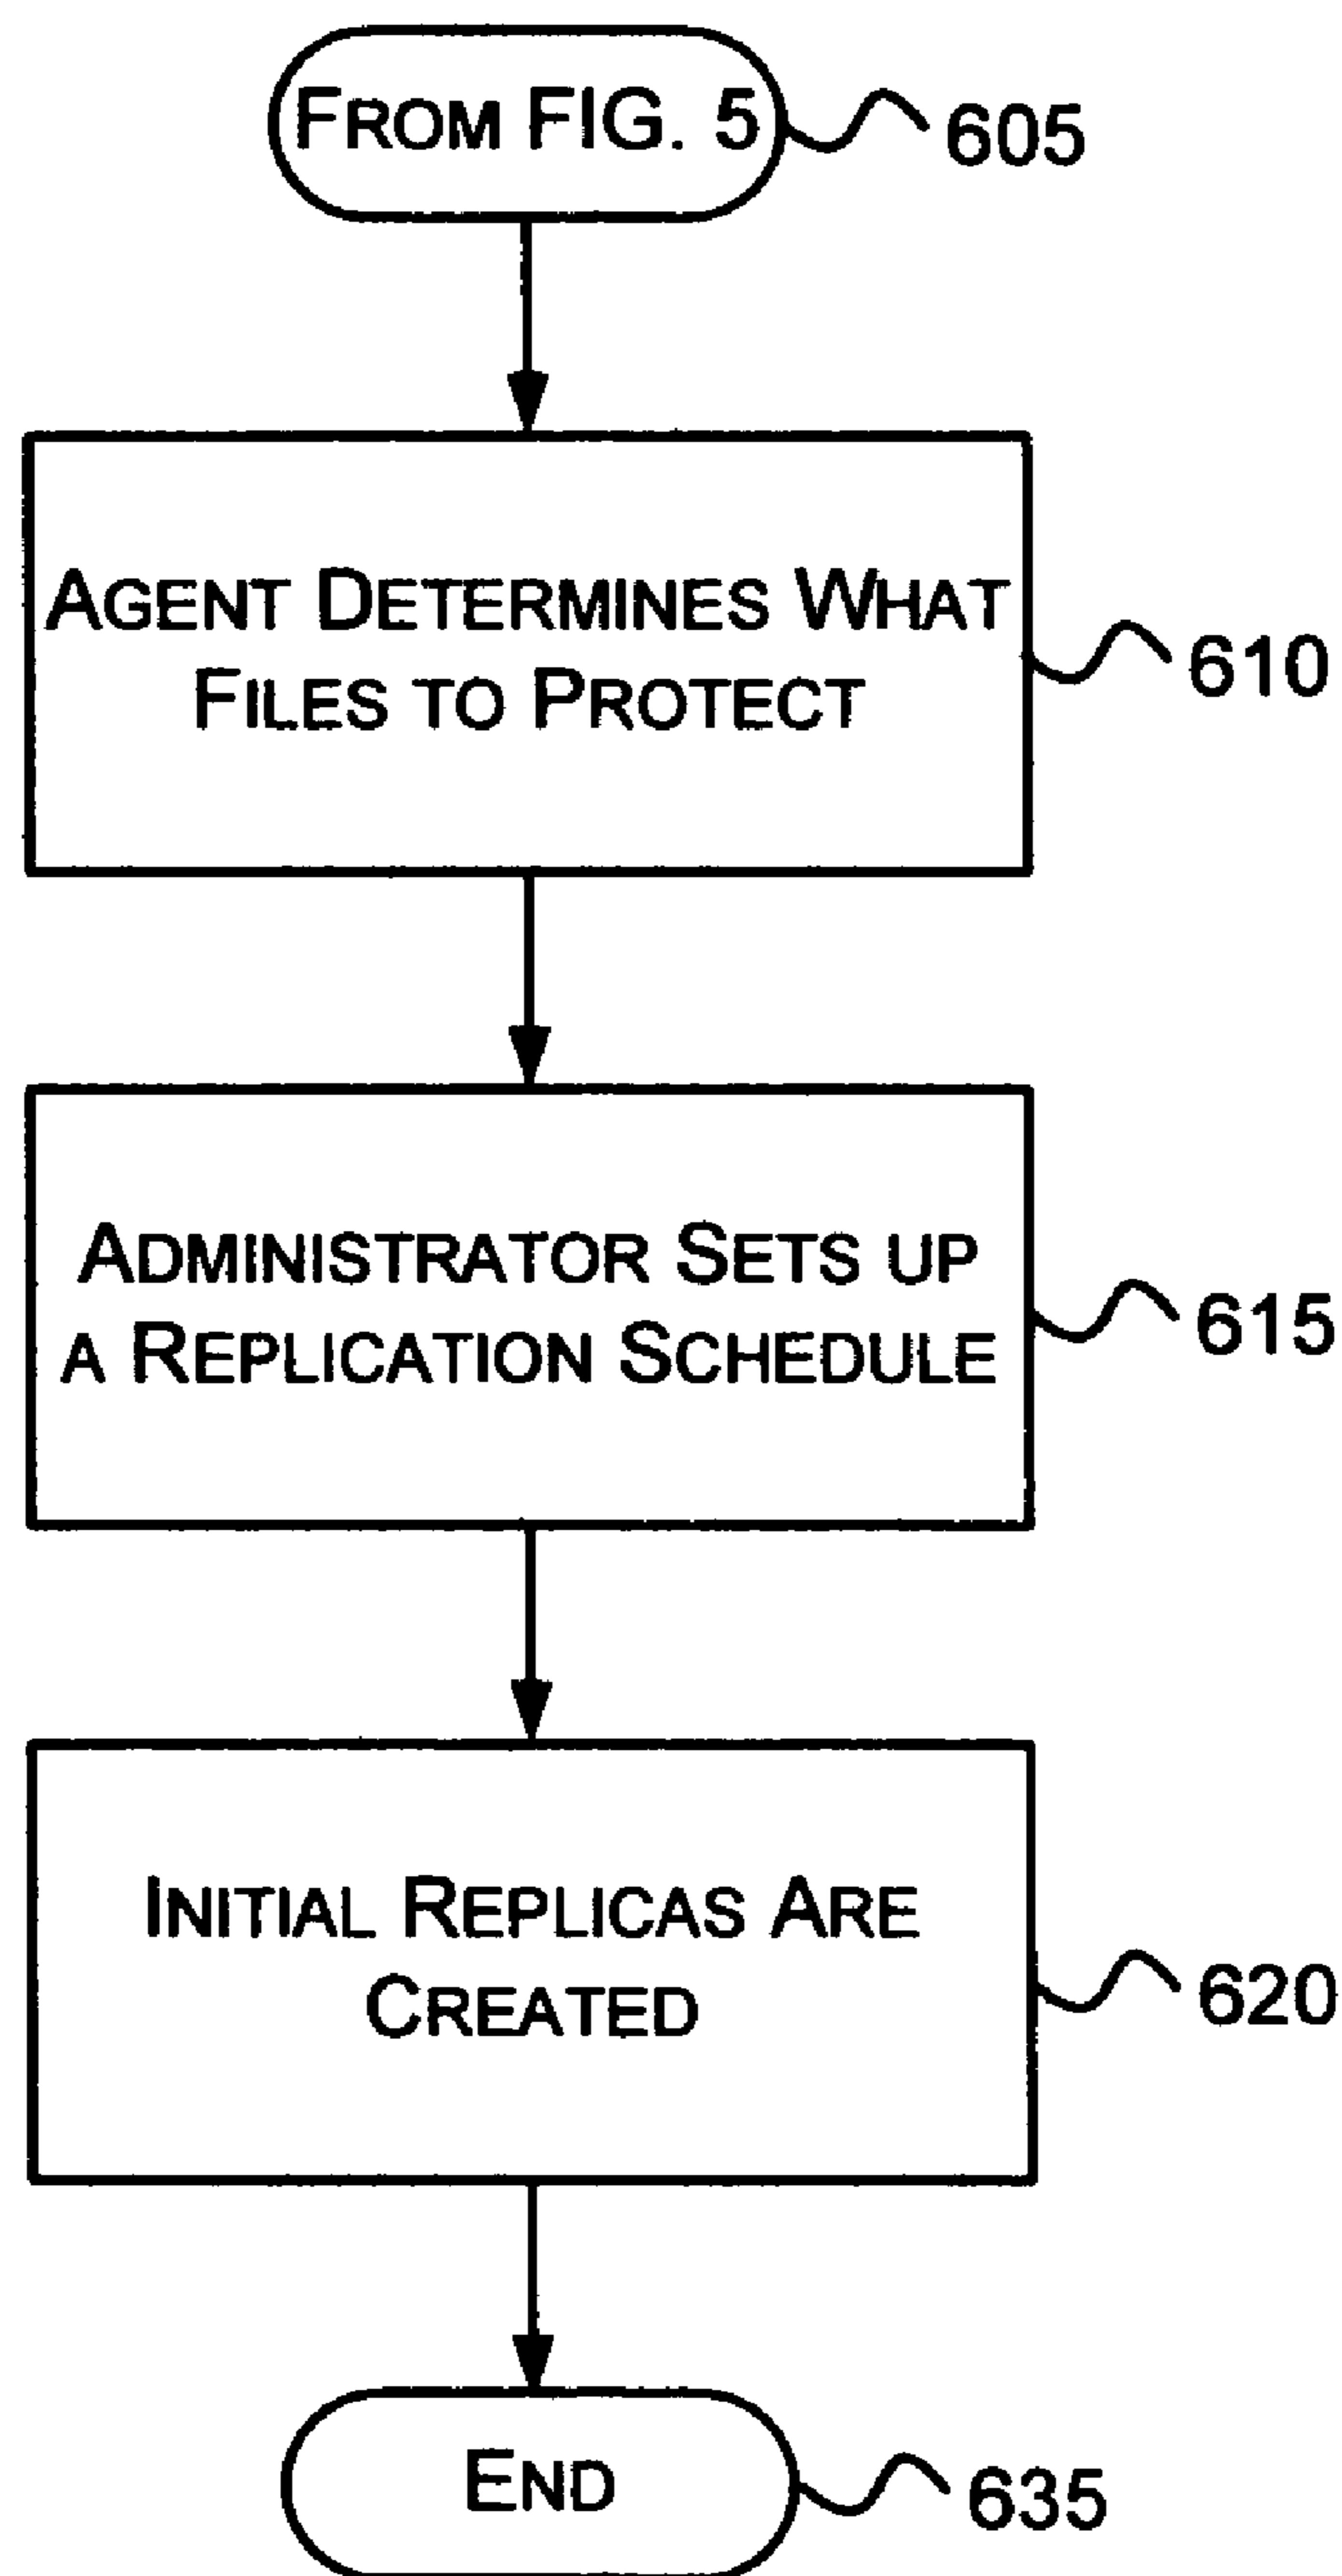 FROM FIG. 5
605
AGENT DETERMINES WHAT
FILES TO PROTECT
610
ADMINISTRATOR SETS UP
A REPLICATION SCHEDULE
615
INITIAL REPLICAS ARE
CREATED
620
END
635